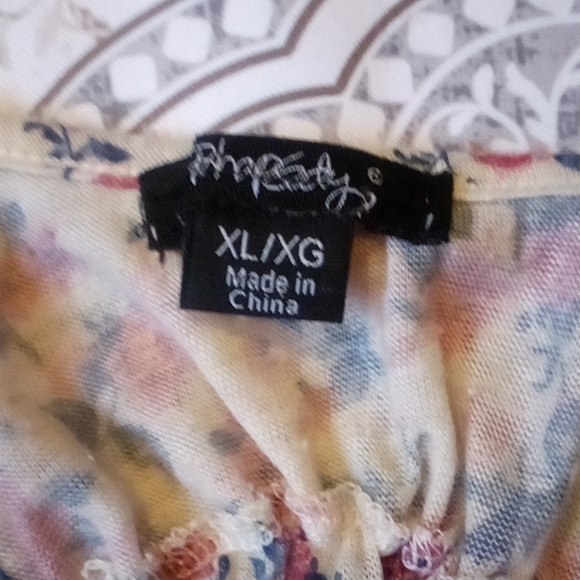 Rhapsody
XL/XG
Made in
China